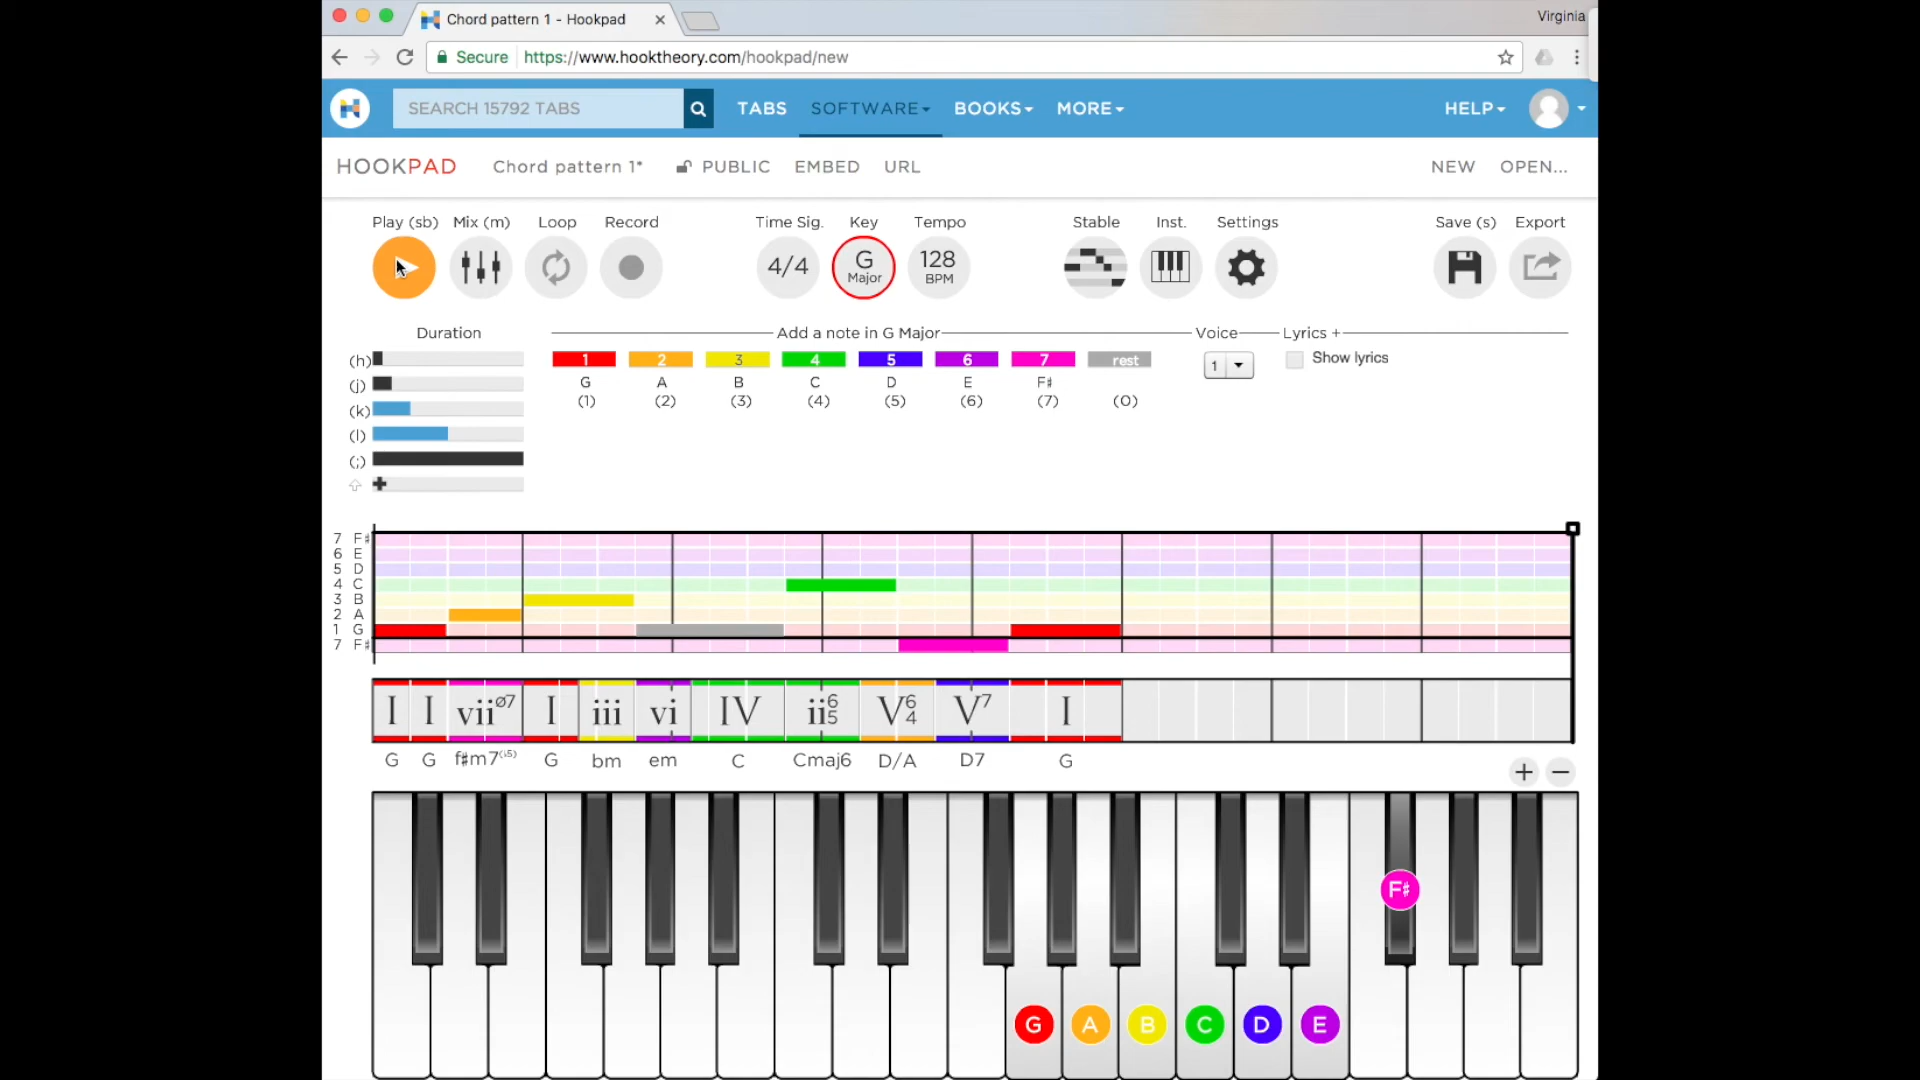 Chord pattern 1 - Hookpad
Virginia
Secure https://www.hooktheory.com/hookpad/new
SEARCH 15792 TABS TABS SOFTWARE BOOKS MORE HELP
HOOKPAD Chord pattern 1* PUBLIC EMBED URL NEW OPEN...
Play (sb) Mix (m) Loop Record Time Sig. Key Tempo Stable Inst. Settings Save (s) Export
4/4 G Major 128 BPM
Duration Add a note in G Major Voice Lyrics +
(h) 1 2 3 4 5 6 7 rest 1 Show lyrics
(j) G A B C D E F♯
(k) (1) (2) (3) (4) (5) (6) (7) (0)
(l)
(;)
7 F♯
6 E
5 D
4 C
3 B
2 A
1 G
7 F♯
I I viiø7 I iii vi IV ii65 V64 V7 I
G G f♯m7(♭5) G bm em C Cmaj6 D/A D7 G
F♯
G A B C D E